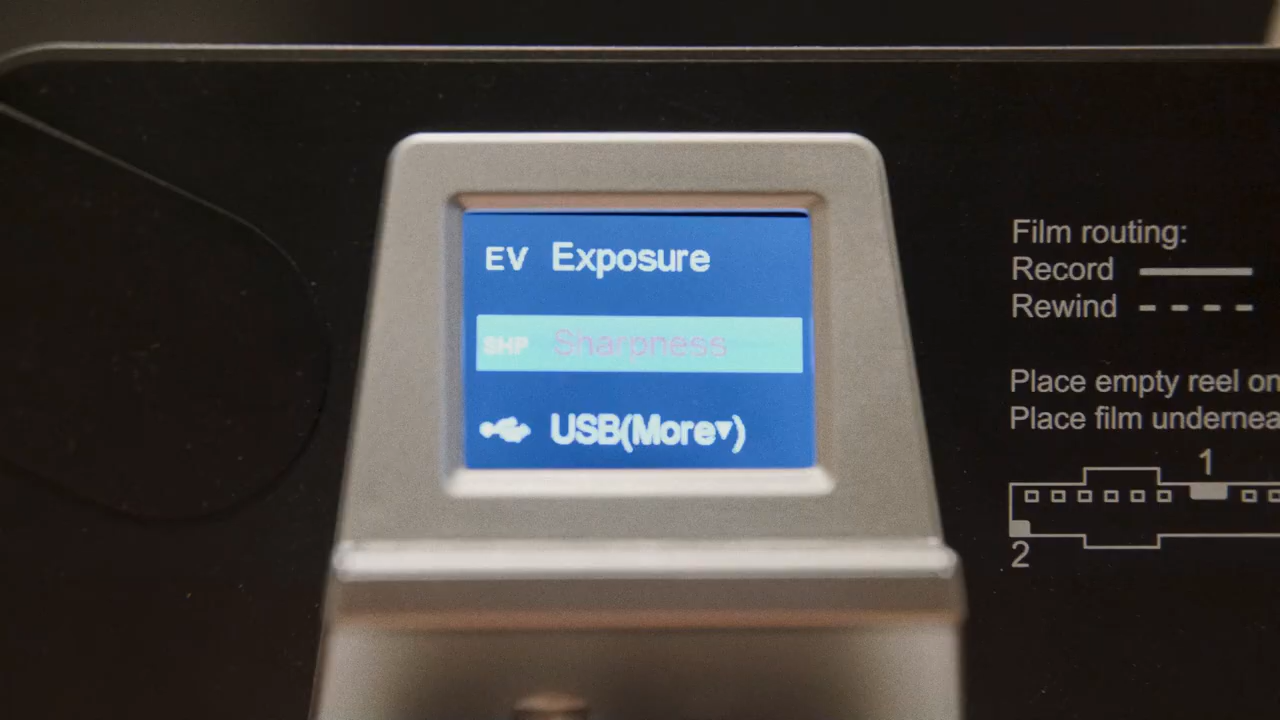 EV Exposure
SHP Sharpness
USB(More▾)
Film routing:
Record
Rewind
Place empty reel on
Place film undernea
1
2